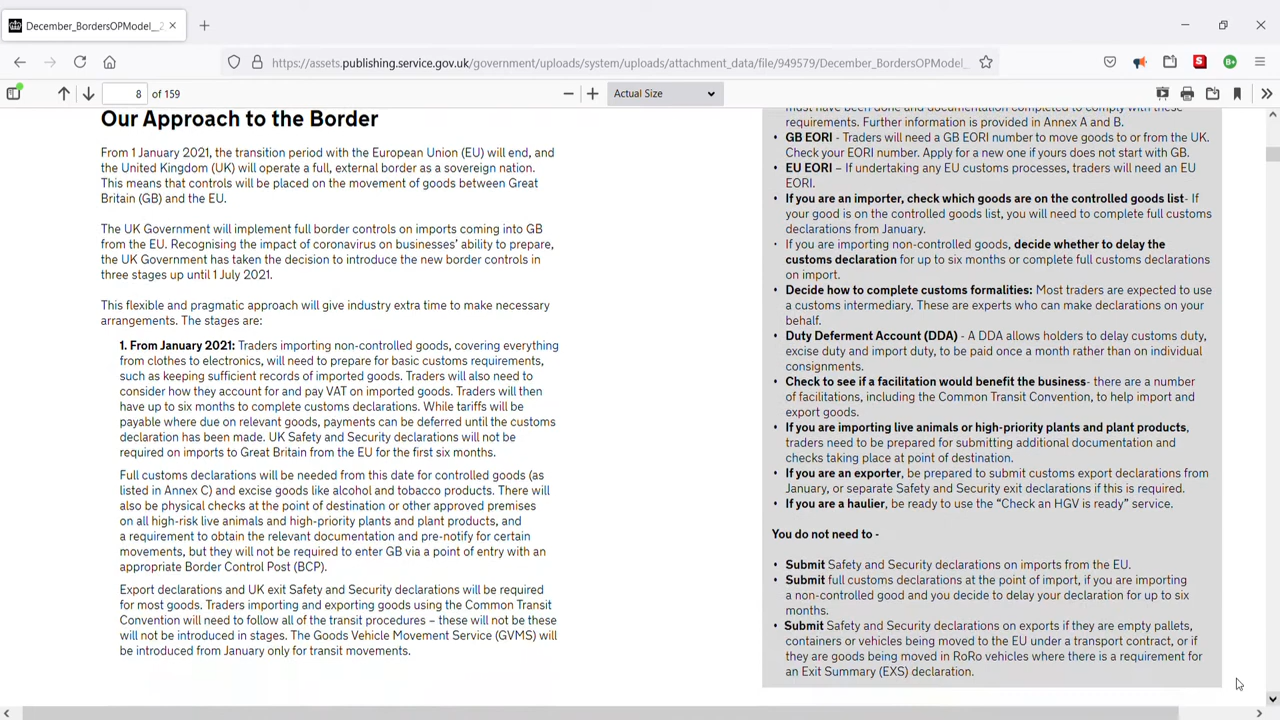 December_BordersOPModel__2
https://assets.publishing.service.gov.uk/government/uploads/system/uploads/attachment_data/file/949579/December_BordersOPModel_
8 of 159
Actual Size
Our Approach to the Border
From 1 January 2021, the transition period with the European Union (EU) will end, and
the United Kingdom (UK) will operate a full, external border as a sovereign nation.
This means that controls will be placed on the movement of goods between Great
Britain (GB) and the EU.
The UK Government will implement full border controls on imports coming into GB
from the EU. Recognising the impact of coronavirus on businesses' ability to prepare,
the UK Government has taken the decision to introduce the new border controls in
three stages up until 1 July 2021.
This flexible and pragmatic approach will give industry extra time to make necessary
arrangements. The stages are:
1. From January 2021: Traders importing non-controlled goods, covering everything
from clothes to electronics, will need to prepare for basic customs requirements,
such as keeping sufficient records of imported goods. Traders will also need to
consider how they account for and pay VAT on imported goods. Traders will then
have up to six months to complete customs declarations. While tariffs will be
payable where due on relevant goods, payments can be deferred until the customs
declaration has been made. UK Safety and Security declarations will not be
required on imports to Great Britain from the EU for the first six months.
Full customs declarations will be needed from this date for controlled goods (as
listed in Annex C) and excise goods like alcohol and tobacco products. There will
also be physical checks at the point of destination or other approved premises
on all high-risk live animals and high-priority plants and plant products, and
a requirement to obtain the relevant documentation and pre-notify for certain
movements, but they will not be required to enter GB via a point of entry with an
appropriate Border Control Post (BCP).
Export declarations and UK exit Safety and Security declarations will be required
for most goods. Traders importing and exporting goods using the Common Transit
Convention will need to follow all of the transit procedures – these will not be these
will not be introduced in stages. The Goods Vehicle Movement Service (GVMS) will
be introduced from January only for transit movements.
must have been done and documentation completed to comply with these
requirements. Further information is provided in Annex A and B.
• GB EORI - Traders will need a GB EORI number to move goods to or from the UK.
Check your EORI number. Apply for a new one if yours does not start with GB.
• EU EORI – If undertaking any EU customs processes, traders will need an EU
EORI.
• If you are an importer, check which goods are on the controlled goods list- If
your good is on the controlled goods list, you will need to complete full customs
declarations from January.
• If you are importing non-controlled goods, decide whether to delay the
customs declaration for up to six months or complete full customs declarations
on import.
• Decide how to complete customs formalities: Most traders are expected to use
a customs intermediary. These are experts who can make declarations on your
behalf.
• Duty Deferment Account (DDA) - A DDA allows holders to delay customs duty,
excise duty and import duty, to be paid once a month rather than on individual
consignments.
• Check to see if a facilitation would benefit the business- there are a number
of facilitations, including the Common Transit Convention, to help import and
export goods.
• If you are importing live animals or high-priority plants and plant products,
traders need to be prepared for submitting additional documentation and
checks taking place at point of destination.
• If you are an exporter, be prepared to submit customs export declarations from
January, or separate Safety and Security exit declarations if this is required.
• If you are a haulier, be ready to use the "Check an HGV is ready" service.
You do not need to -
• Submit Safety and Security declarations on imports from the EU.
• Submit full customs declarations at the point of import, if you are importing
a non-controlled good and you decide to delay your declaration for up to six
months.
• Submit Safety and Security declarations on exports if they are empty pallets,
containers or vehicles being moved to the EU under a transport contract, or if
they are goods being moved in RoRo vehicles where there is a requirement for
an Exit Summary (EXS) declaration.